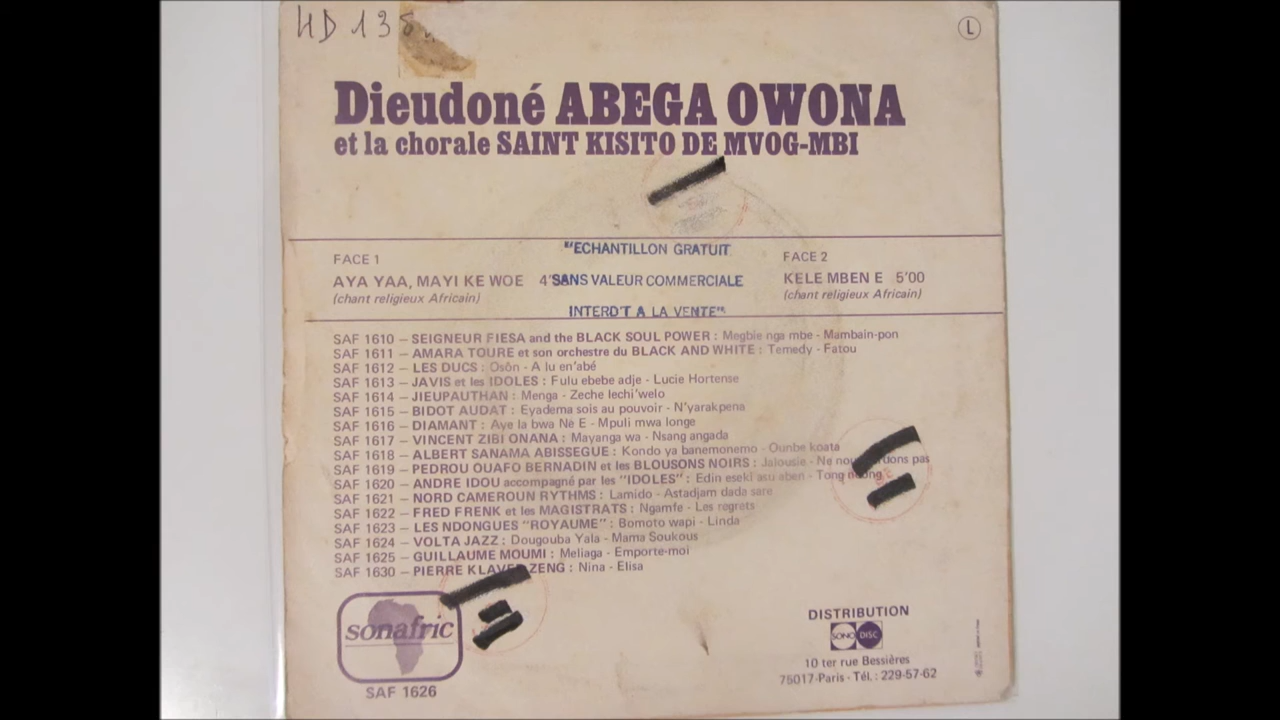 HD 138
L
Dieudoné ABEGA OWONA
et la chorale SAINT KISITO DE MVOG-MBI
FACE 1
AYA YAA, MAYI KE WOE
(chant religieux Africain)
"ECHANTILLON GRATUIT
SANS VALEUR COMMERCIALE
INTERD'T A LA VENTE"
FACE 2
KELE MBEN E 5'00
(chant religieux Africain)
SAF 1610 – SEIGNEUR FIESA and the BLACK SOUL POWER : Megbie nga mbe - Mambain-pon
SAF 1611 – AMARA TOURE et son orchestre du BLACK AND WHITE : Temedy - Fatou
SAF 1612 – LES DUCS : Osôn - A lu en'abé
SAF 1613 – JAVIS et les IDOLES : Fulu ebebe adje - Lucie Hortense
SAF 1614 – JIEUPAUTHAN : Menga - Zeche lechi'welo
SAF 1615 – BIDOT AUDAT : Eyadema sois au pouvoir - N'yarakpena
SAF 1616 – DIAMANT : Aye la bwa Ne E - Mpuli mwa longe
SAF 1617 – VINCENT ZIBI ONANA : Mayanga wa - Nsang angada
SAF 1618 – ALBERT SANAMA ABISSEGUE : Kondo ya banemonemo - Ounbe koata
SAF 1619 – PEDROU OUAFO BERNADIN et les BLOUSONS NOIRS : Jalousie - Ne pas
SAF 1620 – ANDRE IDOU accompagné par les "IDOLES" : Edin eseki asu aben - Tong
SAF 1621 – NORD CAMEROUN RYTHMS : Lamido - Astadjam dada sare
SAF 1622 – FRED FRENK et les MAGISTRATS : Ngamfe - Les regrets
SAF 1623 – LES NDONGUES "ROYAUME" : Bomoto wapi - Linda
SAF 1624 – VOLTA JAZZ : Dougouba Yala - Mama Soukous
SAF 1625 – GUILLAUME MOUMI : Meliaga - Emporte-moi
SAF 1630 – PIERRE ZENG : Nina - Elisa
sonafric
SAF 1626
DISTRIBUTION
SONO DISC
10 ter rue Bessières
75017-Paris - Tél. : 229-57-62